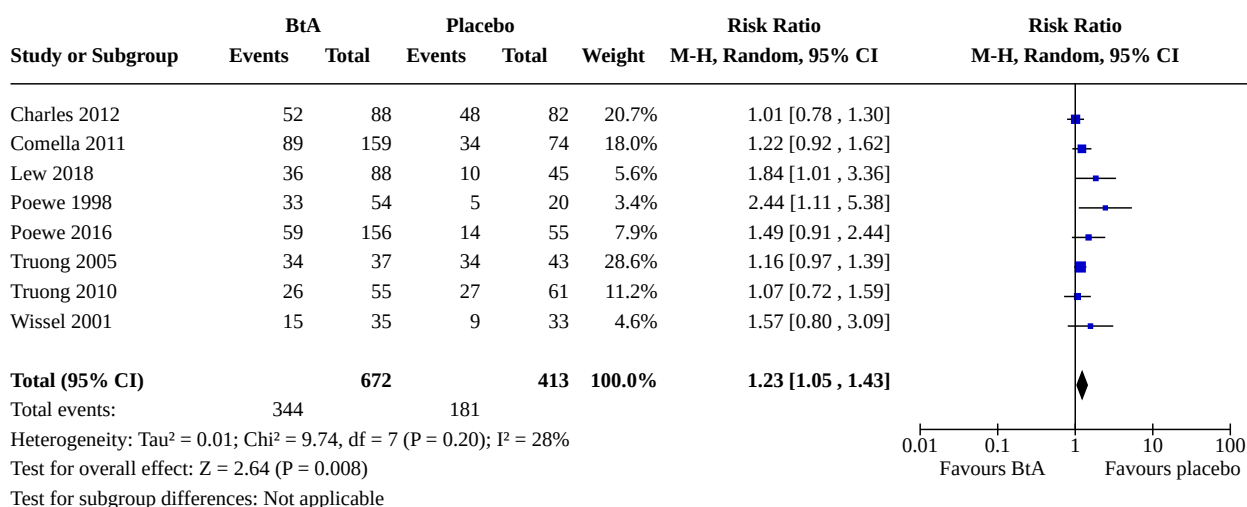 BtA Placebo Risk Ratio Risk Ratio
Study or Subgroup Events Total Events Total Weight M-H, Random, 95% CI M-H, Random, 95% CI
Charles 2012 52 88 48 82 20.7% 1.01 [0.78 , 1.30]
Comella 2011 89 159 34 74 18.0% 1.22 [0.92 , 1.62]
Lew 2018 36 88 10 45 5.6% 1.84 [1.01 , 3.36]
Poewe 1998 33 54 5 20 3.4% 2.44 [1.11 , 5.38]
Poewe 2016 59 156 14 55 7.9% 1.49 [0.91 , 2.44]
Truong 2005 34 37 34 43 28.6% 1.16 [0.97 , 1.39]
Truong 2010 26 55 27 61 11.2% 1.07 [0.72 , 1.59]
Wissel 2001 15 35 9 33 4.6% 1.57 [0.80 , 3.09]
Total (95% CI) 672 413 100.0% 1.23 [1.05 , 1.43]
Total events: 344 181
Heterogeneity: Tau² = 0.01; Chi² = 9.74, df = 7 (P = 0.20); I² = 28%
0.01 0.1 1 10 100
Test for overall effect: Z = 2.64 (P = 0.008)
Favours BtA Favours placebo
Test for subgroup differences: Not applicable